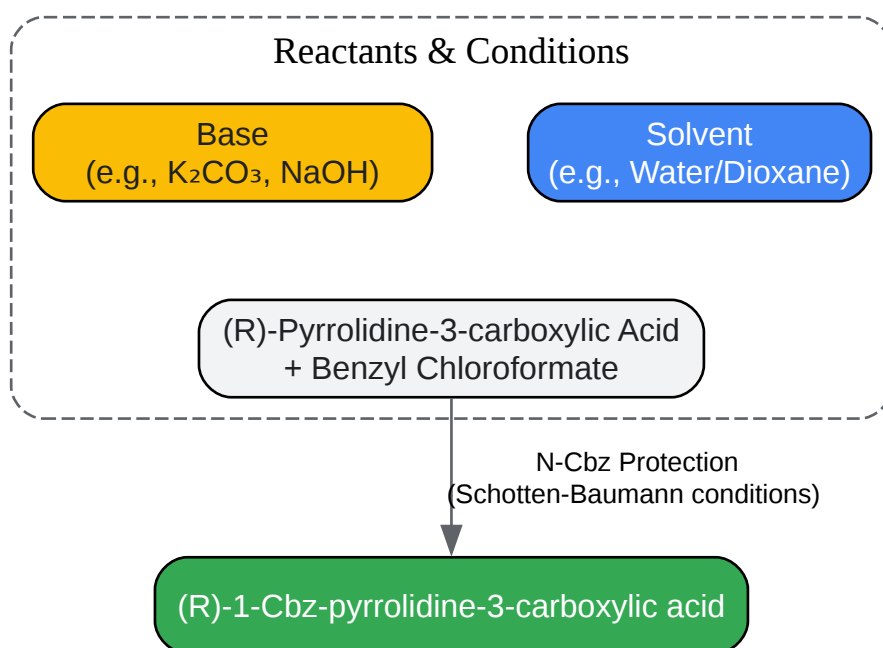 Reactants & Conditions
Base
(e.g., K₂CO₃, NaOH)
Solvent
(e.g., Water/Dioxane)
(R)-Pyrrolidine-3-carboxylic Acid
+ Benzyl Chloroformate
N-Cbz Protection
(Schotten-Baumann conditions)
(R)-1-Cbz-pyrrolidine-3-carboxylic acid